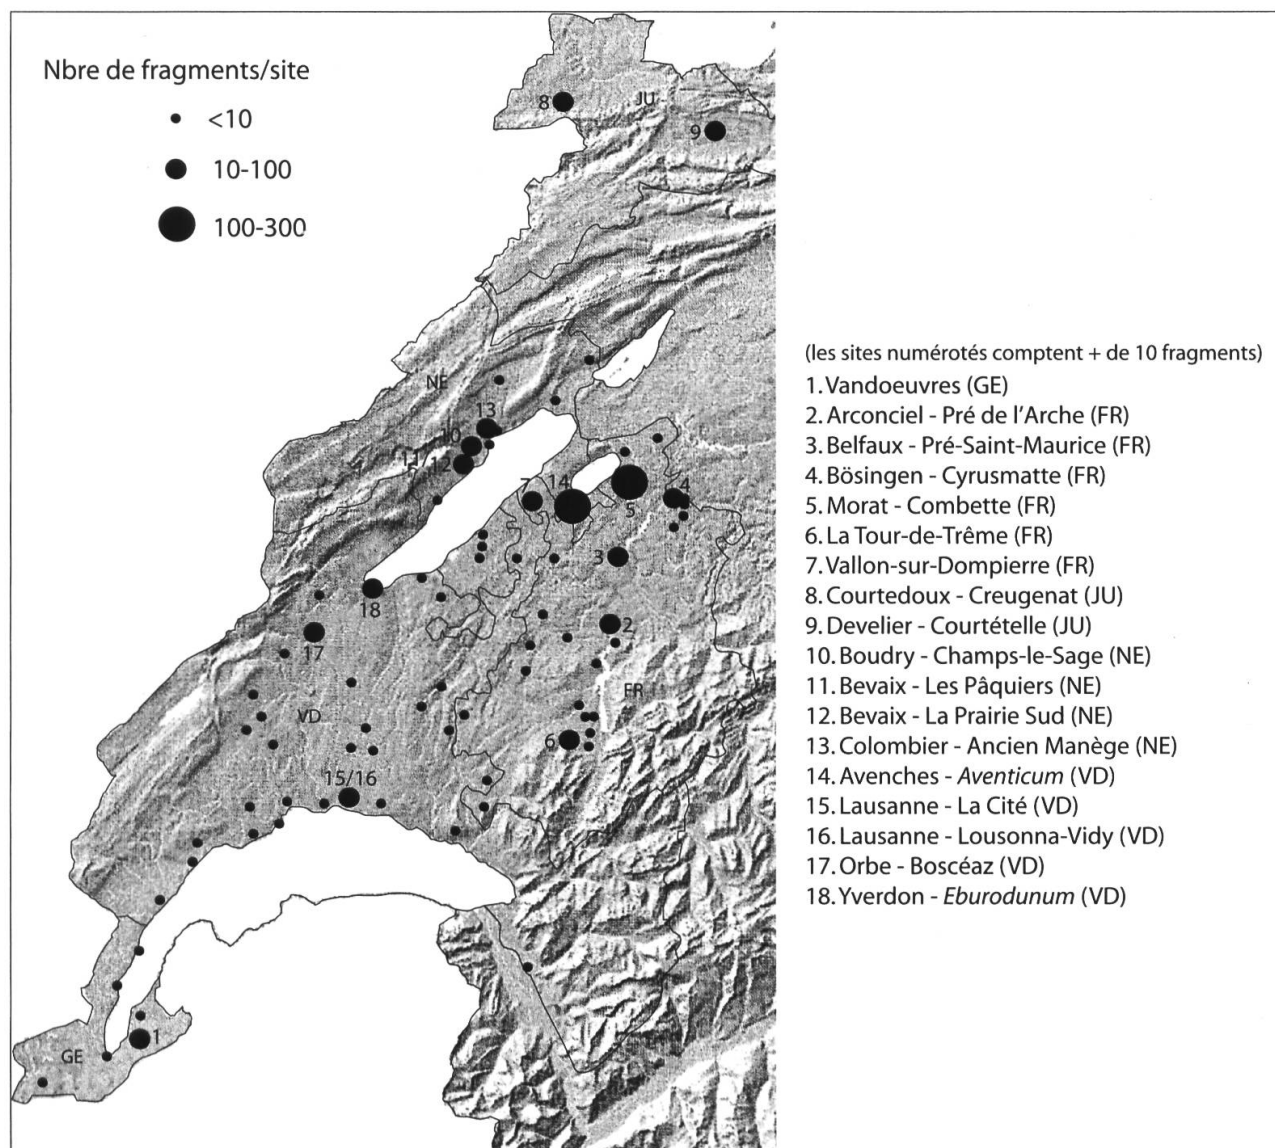 Nbre de fragments/site
<10
10-100
100-300
8
JU
9
NE
13
10
11/12
14
7
5
4
3
18
2
17
FR
VD
6
15/16
1
GE
(les sites numérotés comptent + de 10 fragments)
1. Vandoeuvres (GE)
2. Arconciel - Pré de l'Arche (FR)
3. Belfaux - Pré-Saint-Maurice (FR)
4. Bösingen - Cyrusmatte (FR)
5. Morat - Combette (FR)
6. La Tour-de-Trême (FR)
7. Vallon-sur-Dompierre (FR)
8. Courtedoux - Creugenat (JU)
9. Develier - Courtételle (JU)
10. Boudry - Champs-le-Sage (NE)
11. Bevaix - Les Pâquiers (NE)
12. Bevaix - La Prairie Sud (NE)
13. Colombier - Ancien Manège (NE)
14. Avenches - Aventicum (VD)
15. Lausanne - La Cité (VD)
16. Lausanne - Lousonna-Vidy (VD)
17. Orbe - Boscéaz (VD)
18. Yverdon - Eburodunum (VD)